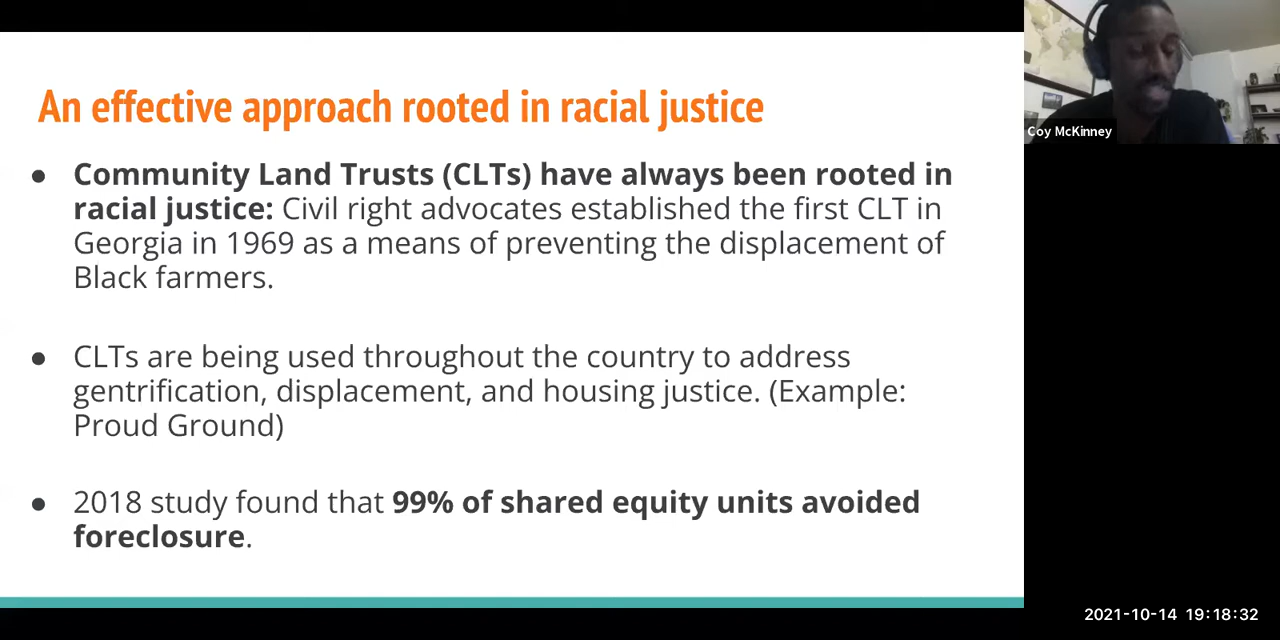 An effective approach rooted in racial justice
● Community Land Trusts (CLTs) have always been rooted in
racial justice: Civil right advocates established the first CLT in
Georgia in 1969 as a means of preventing the displacement of
Black farmers.
● CLTs are being used throughout the country to address
gentrification, displacement, and housing justice. (Example:
Proud Ground)
● 2018 study found that 99% of shared equity units avoided
foreclosure.
Coy McKinney
2021-10-14 19:18:32